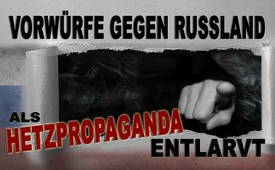 VORWÜRFE GEGEN RUSSLAND
ALS
HETZPROPAGANDA
ENTLARVT